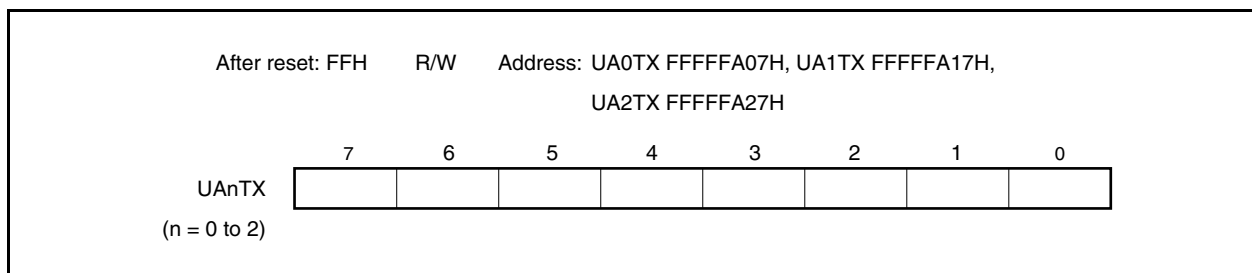 After reset: FFH R/W Address: UA0TX FFFFFA07H, UA1TX FFFFFA17H,
UA2TX FFFFFA27H
7 6 5 4 3 2 1 0
UAnTX
(n = 0 to 2)